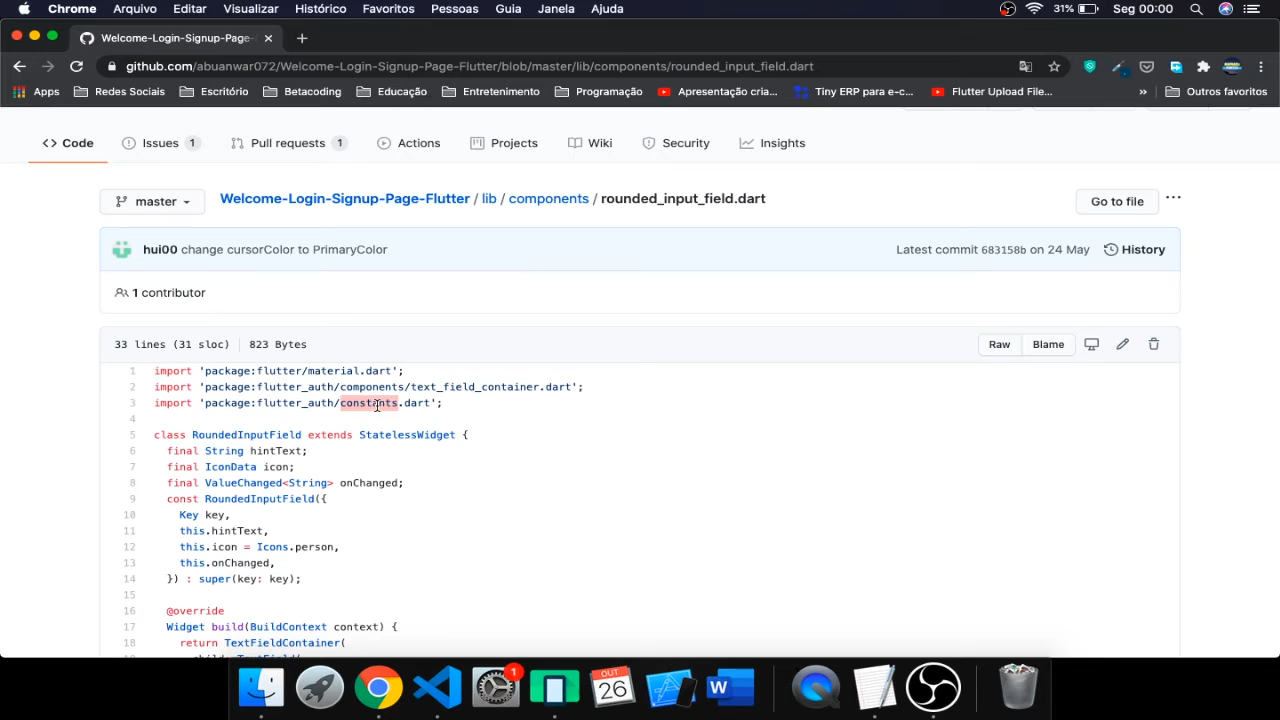 Chrome Arquivo Editar Visualizar Histórico Favoritos Pessoas Guia Janela Ajuda 31% Seg 00:00
Welcome-Login-Signup-Page-
github.com/abuanwar072/Welcome-Login-Signup-Page-Flutter/blob/master/lib/components/rounded_input_field.dart
Apps Redes Sociais Escritório Betacoding Educação Entretenimento Programação Apresentação cria... Tiny ERP para e-c... Flutter Upload File... » Outros favoritos
<> Code Issues 1 Pull requests 1 Actions Projects Wiki Security Insights
master Welcome-Login-Signup-Page-Flutter / lib / components / rounded_input_field.dart Go to file ...
hui00 change cursorColor to PrimaryColor Latest commit 683158b on 24 May History
1 contributor
33 lines (31 sloc) 823 Bytes Raw Blame
1 import 'package:flutter/material.dart';
2 import 'package:flutter_auth/components/text_field_container.dart';
3 import 'package:flutter_auth/constants.dart';
4
5 class RoundedInputField extends StatelessWidget {
6 final String hintText;
7 final IconData icon;
8 final ValueChanged<String> onChanged;
9 const RoundedInputField({
10 Key key,
11 this.hintText,
12 this.icon = Icons.person,
13 this.onChanged,
14 }) : super(key: key);
15
16 @override
17 Widget build(BuildContext context) {
18 return TextFieldContainer(
1
OUT
26
W